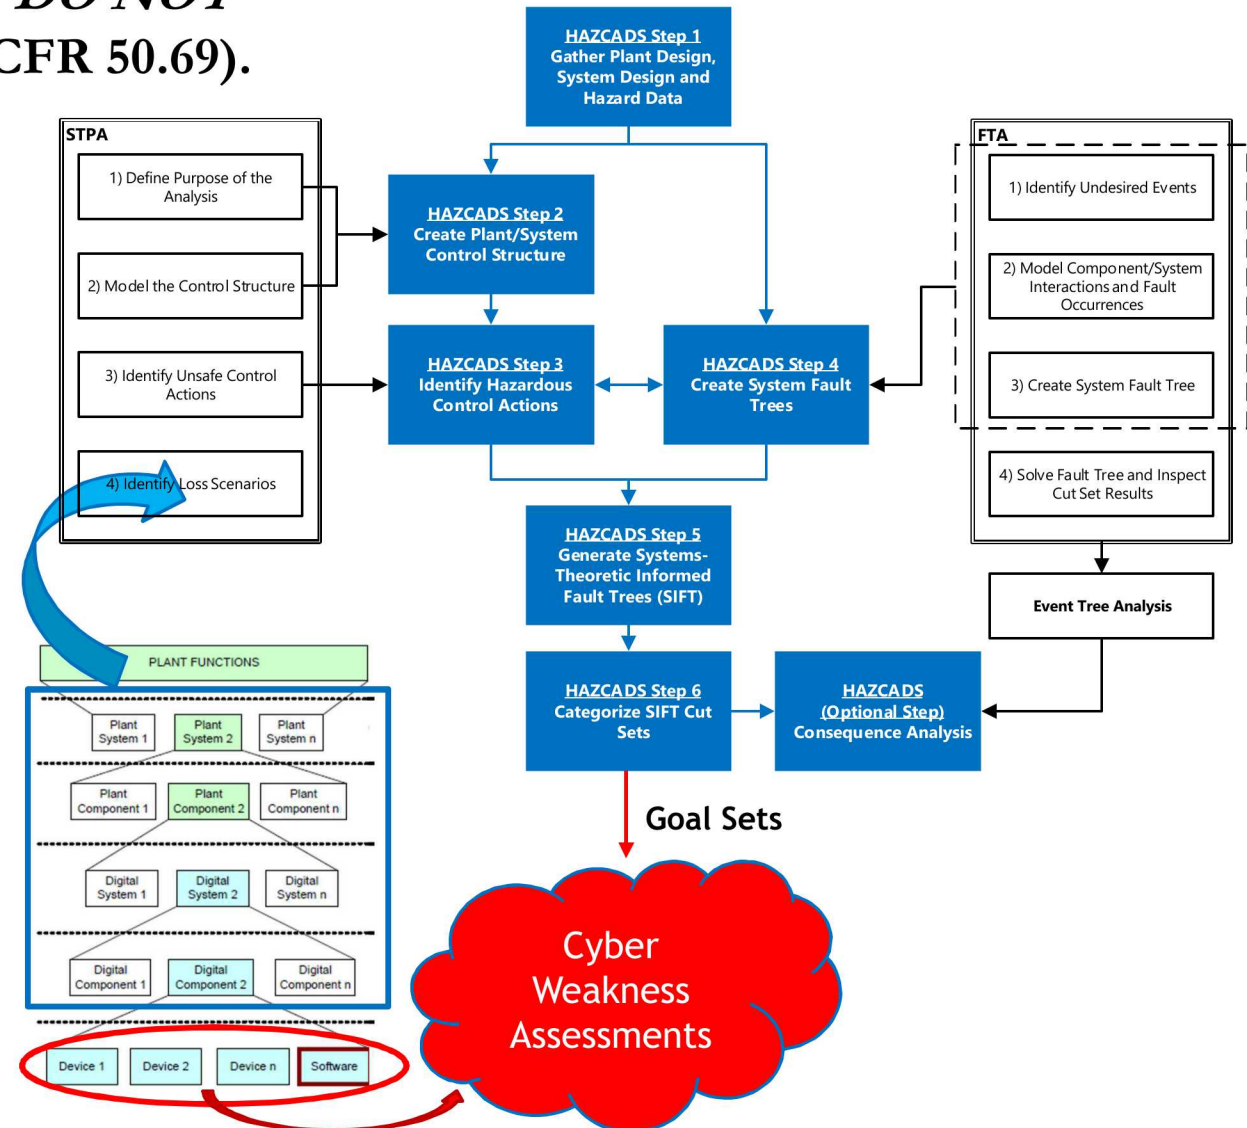 DO NOT
CFR 50.69).
HAZCADS Step 1
Gather Plant Design,
System Design and
Hazard Data
STPA
1) Define Purpose of the
Analysis
2) Model the Control Structure
3) Identify Unsafe Control
Actions
4) Identify Loss Scenarios
HAZCADS Step 2
Create Plant/System
Control Structure
HAZCADS Step 3
Identify Hazardous
Control Actions
HAZCADS Step 4
Create System Fault
Trees
FTA
1) Identify Undesired Events
2) Model Component/System
Interactions and Fault
Occurrences
3) Create System Fault Tree
4) Solve Fault Tree and Inspect
Cut Set Results
HAZCADS Step 5
Generate Systems-
Theoretic Informed
Fault Trees (SIFT)
Event Tree Analysis
HAZCADS Step 6
Categorize SIFT Cut
Sets
HAZCADS
(Optional Step)
Consequence Analysis
Goal Sets
Cyber
Weakness
Assessments
PLANT FUNCTIONS
Plant
System 1
Plant
System 2
Plant
System n
Plant
Component 1
Plant
Component 2
Plant
Component n
Digital
System 1
Digital
System 2
Digital
System n
Digital
Component 1
Digital
Component 2
Digital
Component n
Device 1
Device 2
Device n
Software